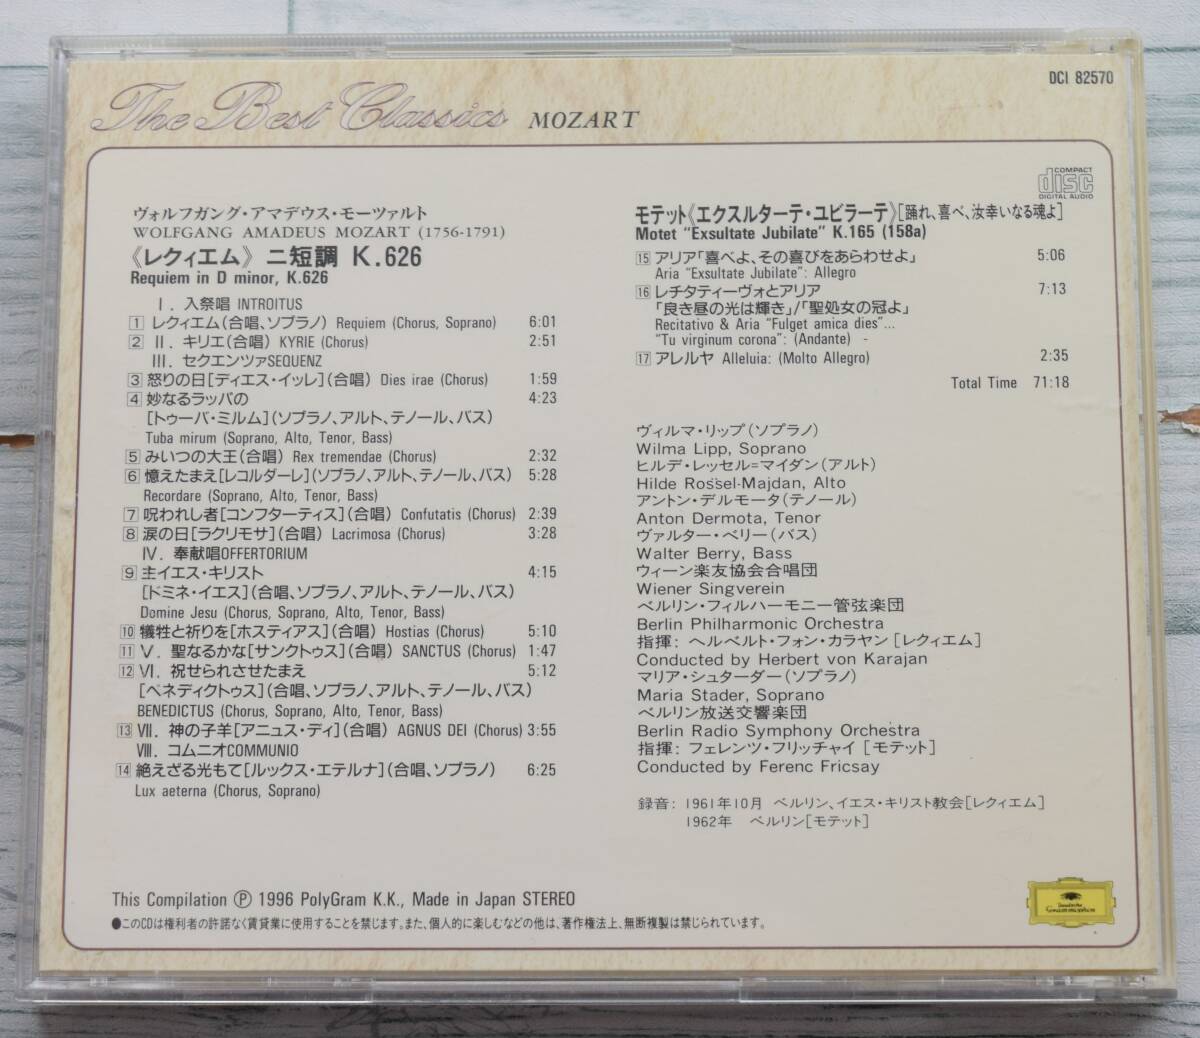 DCI 82570
The Best Classics MOZART
COMPACT
disc
DIGITAL AUDIO
ヴォルフガング・アマデウス・モーツァルト
WOLFGANG AMADEUS MOZART (1756-1791)
《レクィエム》 ニ短調 K.626
Requiem in D minor, K.626
Ⅰ. 入祭唱 INTROITUS
1 レクィエム(合唱、ソプラノ) Requiem (Chorus, Soprano) 6:01
2 Ⅱ. キリエ(合唱) KYRIE (Chorus) 2:51
Ⅲ. セクエンツァSEQUENZ
3 怒りの日[ディエス・イッレ](合唱) Dies irae (Chorus) 1:59
4 妙なるラッパの 4:23
[トゥーバ・ミルム](ソプラノ、アルト、テノール、バス)
Tuba mirum (Soprano, Alto, Tenor, Bass)
5 みいつの大王(合唱) Rex tremendae (Chorus) 2:32
6 憶えたまえ[レコルダーレ](ソプラノ、アルト、テノール、バス) 5:28
Recordare (Soprano, Alto, Tenor, Bass)
7 呪われし者[コンフターティス](合唱) Confutatis (Chorus) 2:39
8 涙の日[ラクリモサ](合唱) Lacrimosa (Chorus) 3:28
Ⅳ. 奉献唱OFFERTORIUM
9 主イエス・キリスト 4:15
[ドミネ・イエス](合唱、ソプラノ、アルト、テノール、バス)
Domine Jesu (Chorus, Soprano, Alto, Tenor, Bass)
10 犠牲と祈りを[ホスティアス](合唱) Hostias (Chorus) 5:10
11 Ⅴ. 聖なるかな[サンクトゥス](合唱) SANCTUS (Chorus) 1:47
12 Ⅵ. 祝せられさせたまえ 5:12
[ベネディクトゥス](合唱、ソプラノ、アルト、テノール、バス)
BENEDICTUS (Chorus, Soprano, Alto, Tenor, Bass)
13 Ⅶ. 神の子羊[アニュス・ディ](合唱) AGNUS DEI (Chorus) 3:55
Ⅷ. コムニオCOMMUNIO
14 絶えざる光もて[ルックス・エテルナ](合唱、ソプラノ) 6:25
Lux aeterna (Chorus, Soprano)
モテット《エクスルターテ・ユビラーテ》[踊れ、喜べ、汝幸いなる魂よ]
Motet "Exsultate Jubilate" K.165 (158a)
15 アリア「喜べよ、その喜びをあらわせよ」 5:06
Aria "Exsultate Jubilate": Allegro
16 レチタティーヴォとアリア 7:13
「良き昼の光は輝き」/「聖処女の冠よ」
Recitativo & Aria "Fulget amica dies"...
"Tu virginum corona": (Andante) -
17 アレルヤ Alleluia: (Molto Allegro) 2:35
Total Time 71:18
ヴィルマ・リップ(ソプラノ)
Wilma Lipp, Soprano
ヒルデ・レッセル=マイダン(アルト)
Hilde Rossel-Majdan, Alto
アントン・デルモータ(テノール)
Anton Dermota, Tenor
ヴァルター・ベリー(バス)
Walter Berry, Bass
ウィーン楽友協会合唱団
Wiener Singverein
ベルリン・フィルハーモニー管弦楽団
Berlin Philharmonic Orchestra
指揮: ヘルベルト・フォン・カラヤン[レクィエム]
Conducted by Herbert von Karajan
マリア・シュターダー(ソプラノ)
Maria Stader, Soprano
ベルリン放送交響楽団
Berlin Radio Symphony Orchestra
指揮: フェレンツ・フリッチャイ[モテット]
Conducted by Ferenc Fricsay
録音: 1961年10月 ベルリン、イエス・キリスト教会[レクィエム]
1962年 ベルリン[モテット]
This Compilation Ⓟ 1996 PolyGram K.K., Made in Japan STEREO
●このCDは権利者の許諾なく賃貸業に使用することを禁じます。また、個人的に楽しむなどの他は、著作権法上、無断複製は禁じられています。
Deutsche
Grammophon